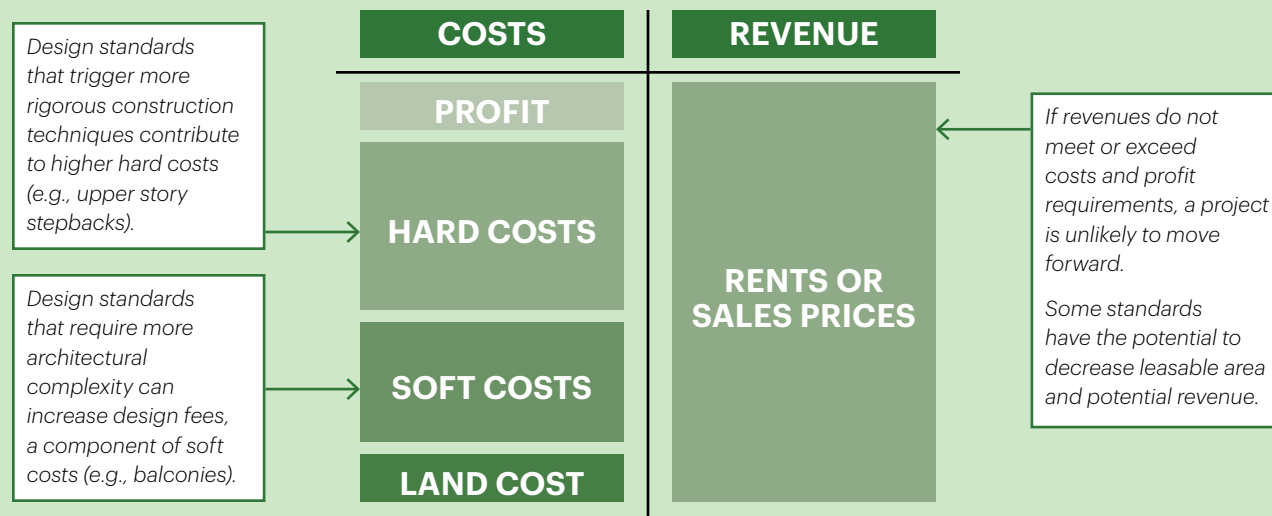 Design standards
that trigger more
rigorous construction
techniques contribute
to higher hard costs
(e.g., upper story
stepbacks).
Design standards
that require more
architectural
complexity can
increase design fees,
a component of soft
costs (e.g., balconies).
COSTS
PROFIT
HARD COSTS
SOFT COSTS
LAND COST
REVENUE
RENTS OR
SALES PRICES
If revenues do not
meet or exceed
costs and profit
requirements, a project
is unlikely to move
forward.
Some standards
have the potential to
decrease leasable area
and potential revenue.